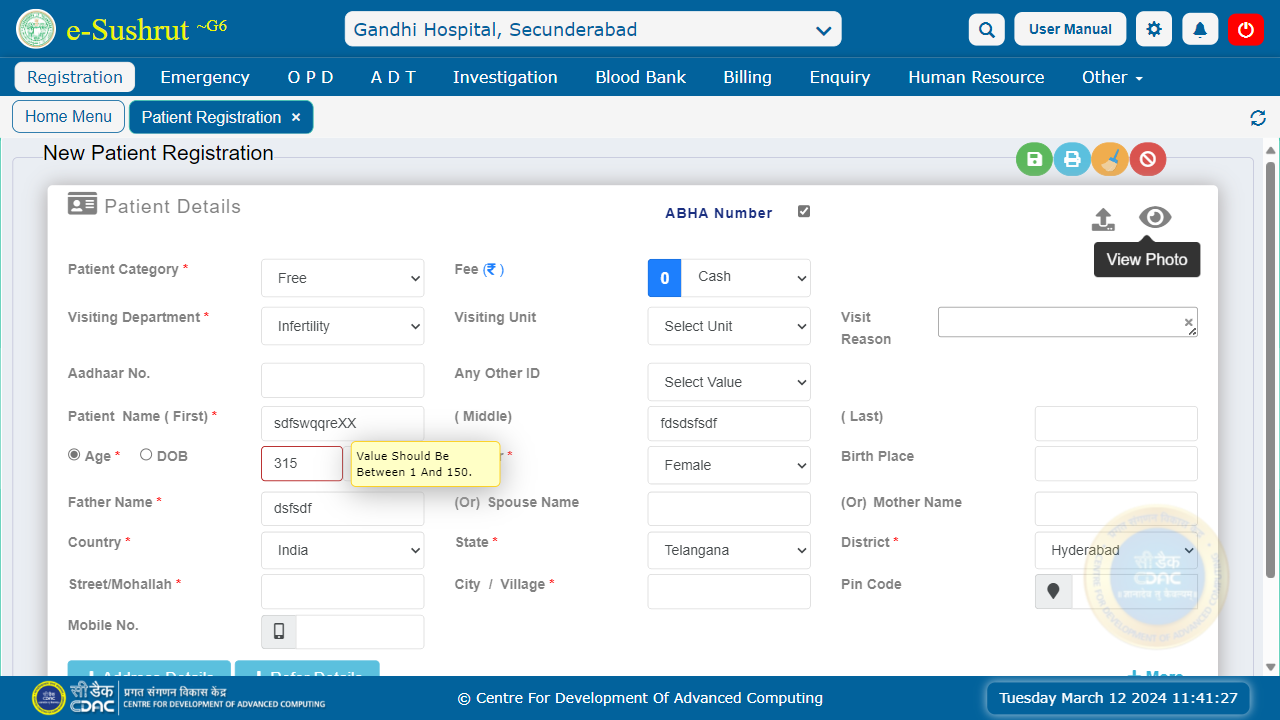 e-Sushrut ~G6
Gandhi Hospital, Secunderabad
User Manual
Registration Emergency O P D A D T Investigation Blood Bank Billing Enquiry Human Resource Other
Home Menu Patient Registration ×
New Patient Registration
Patient Details
ABHA Number
View Photo
Patient Category * Free Fee (₹ ) 0 Cash
Visiting Department * Infertility Visiting Unit Select Unit Visit
Reason
Aadhaar No. Any Other ID Select Value
Patient Name ( First) * sdfswqqreXX ( Middle) fdsdsfsdf ( Last)
Age * DOB 315 * Female Birth Place
Value Should Be
Between 1 And 150.
Father Name * dsfsdf (Or) Spouse Name (Or) Mother Name
Country * India State * Telangana District * Hyderabad
Street/Mohallah * City / Village * Pin Code
Mobile No.
सी डैक
CDAC
Address Details Refer Details More
सी डैक
CDAC
प्रगत संगणन विकास केंद्र
CENTRE FOR DEVELOPMENT OF ADVANCED COMPUTING
© Centre For Development Of Advanced Computing
Tuesday March 12 2024 11:41:27